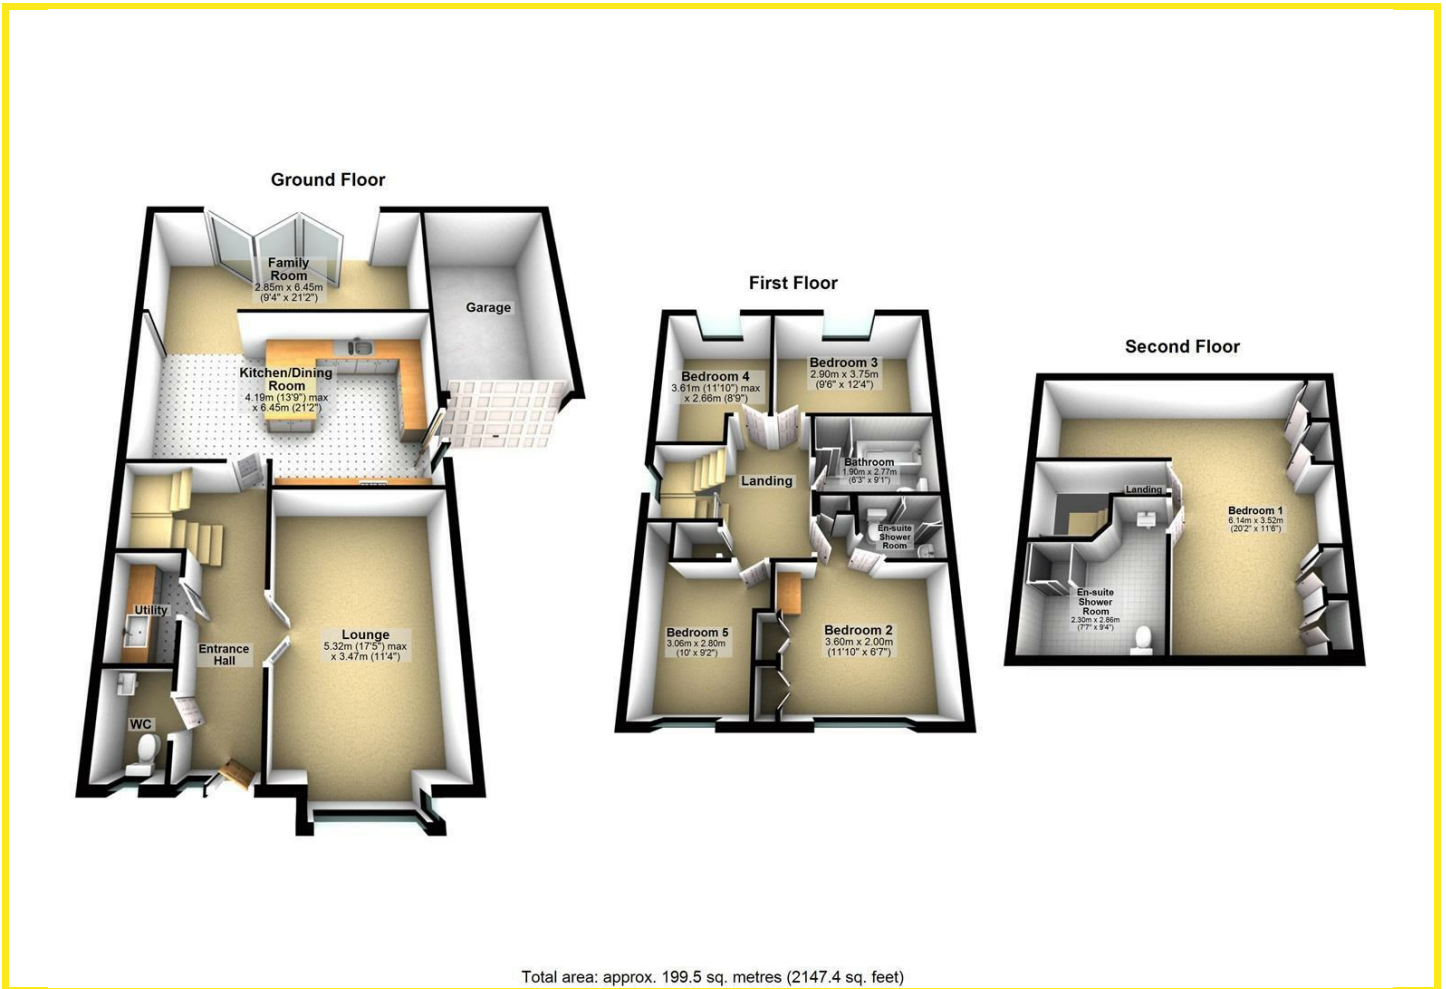 Ground Floor
Family
Room
2.85m x 6.45m
(9'4" x 21'2")
Garage
Kitchen/Dining
Room
4.19m (13'9") max
x 6.45m (21'2")
Utility
Entrance
Hall
Lounge
5.32m (17'5") max
x 3.47m (11'4")
WC
First Floor
Bedroom 4
3.61m (11'10") max
x 2.66m (8'9")
Bedroom 3
2.90m x 3.75m
(9'6" x 12'4")
Landing
Bathroom
1.90m x 2.77m
(6'3" x 9'1")
En-suite
Shower
Room
Bedroom 5
3.06m x 2.80m
(10' x 9'2")
Bedroom 2
3.60m x 2.00m
(11'10" x 6'7")
Second Floor
Landing
Bedroom 1
6.14m x 3.52m
(20'2" x 11'6")
En-suite
Shower
Room
2.30m x 2.86m
(7'7" x 9'4")
Total area: approx. 199.5 sq. metres (2147.4 sq. feet)